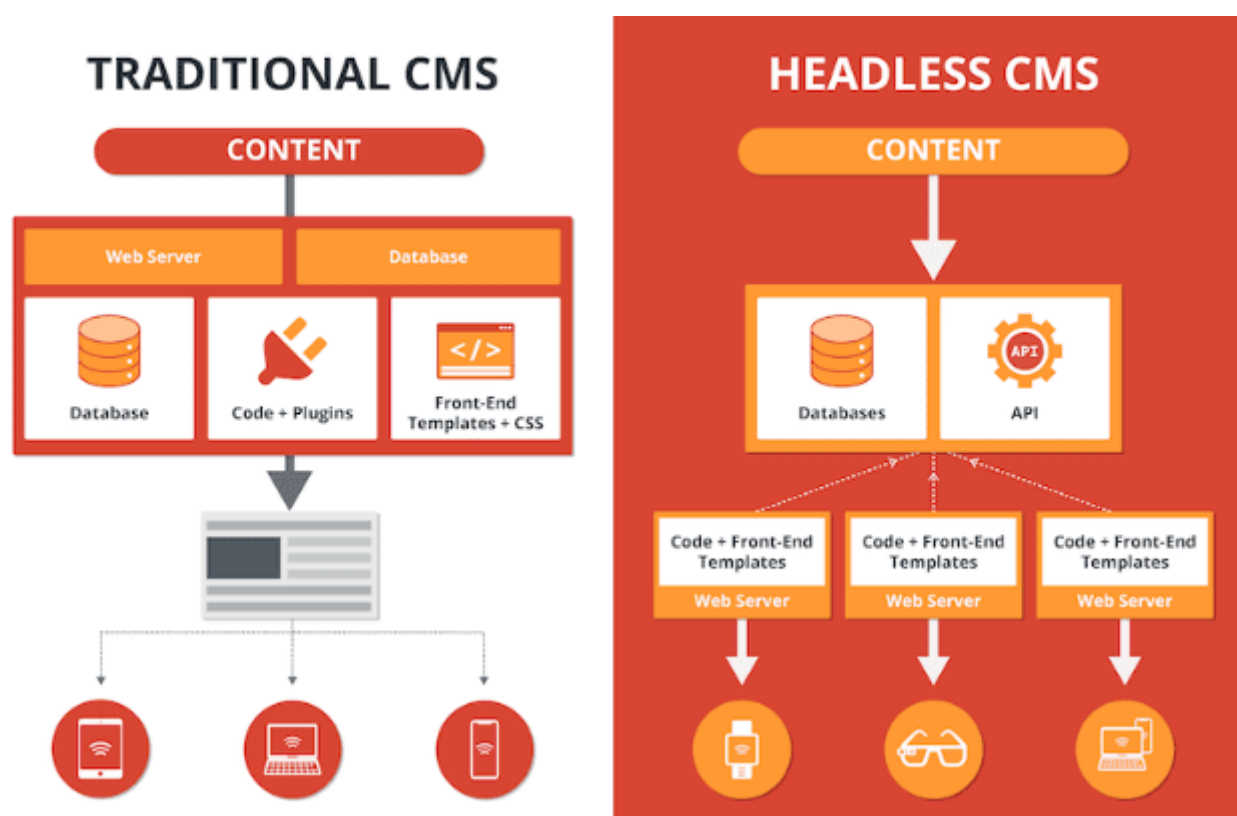 TRADITIONAL CMS
CONTENT
Web Server
Database
Database
Code + Plugins
</>
Front-End
Templates + CSS
HEADLESS CMS
CONTENT
Databases
API
API
Code + Front-End
Templates
Web Server
Code + Front-End
Templates
Web Server
Code + Front-End
Templates
Web Server